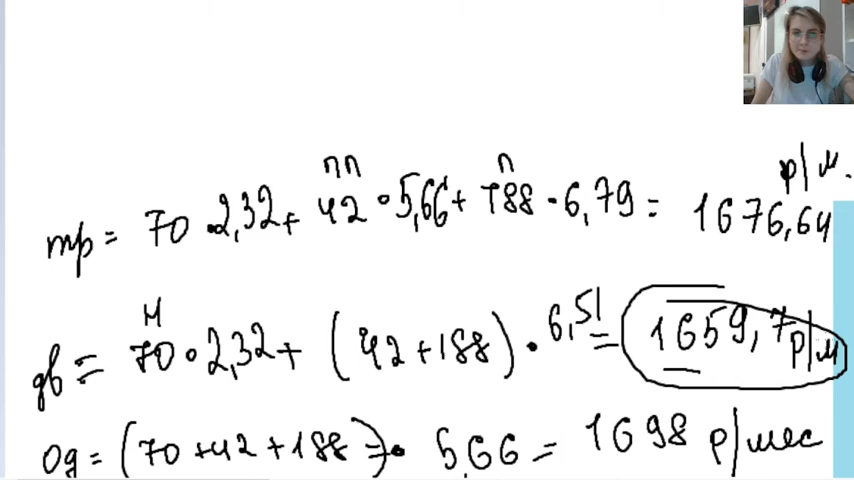 пп п р/м.
тр = 70 · 2,32 + 42 · 5,66 + 188 · 6,79 = 1676,64
н
дв = 70 · 2,32 + (42 + 188) · 6,51 = 1659,7 р/м
од = (70 + 42 + 188) · 5,66 = 1698 р/мес